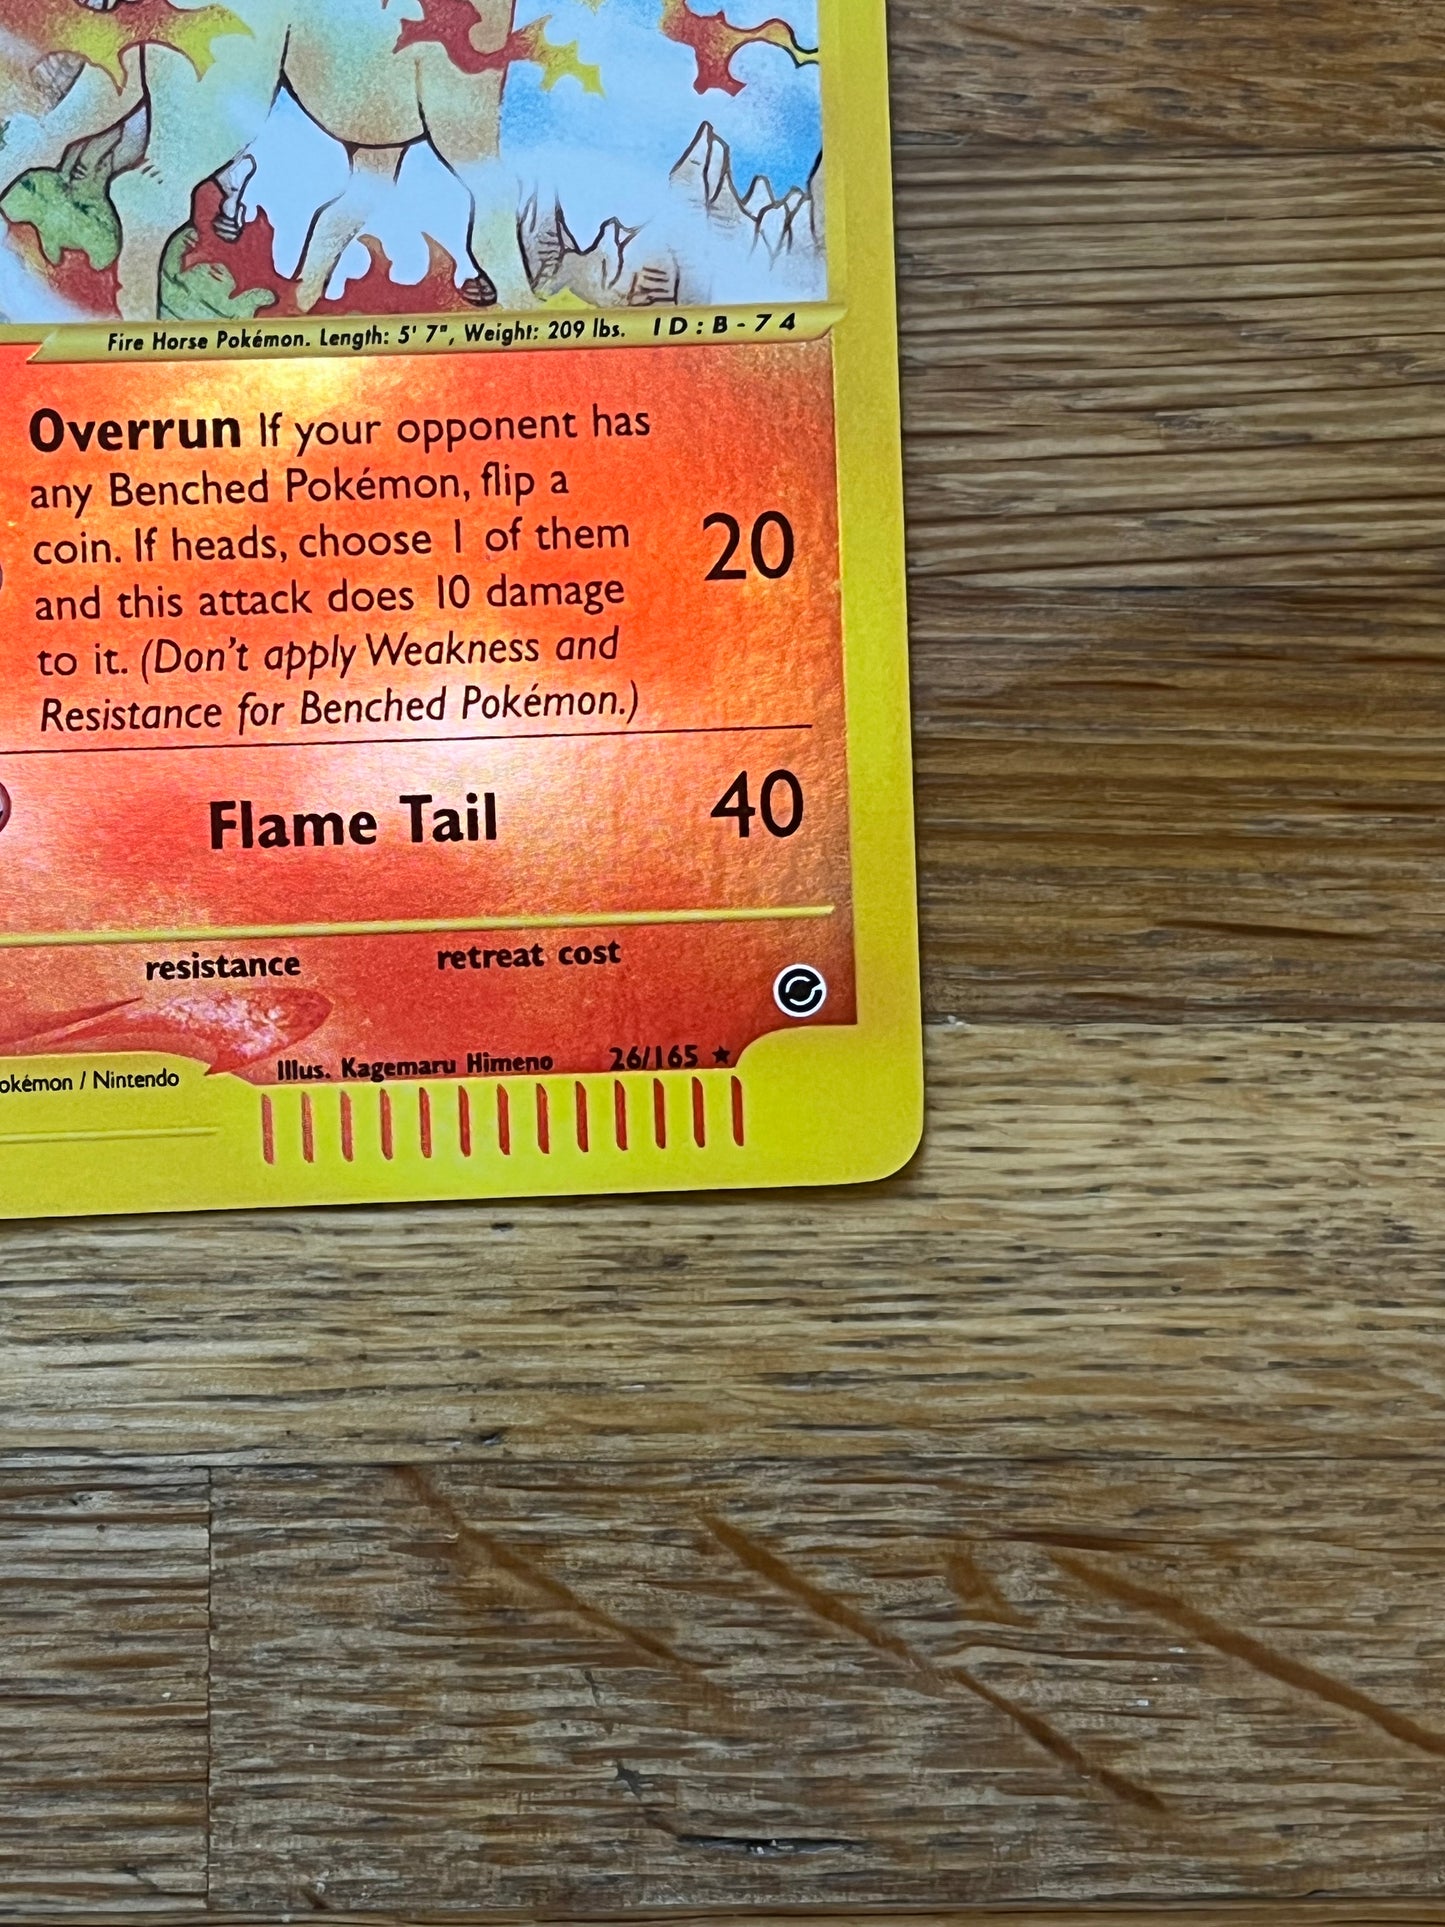 Fire Horse Pokémon. Length: 5' 7", Weight: 209 lbs. ID:B-74
Overrun If your opponent has
any Benched Pokémon, flip a
coin. If heads, choose 1 of them
and this attack does 10 damage
to it. (Don't apply Weakness and
Resistance for Benched Pokémon.)
20
Flame Tail 40
resistance retreat cost
Illus. Kagemaru Himeno 26/165 ★
okémon / Nintendo